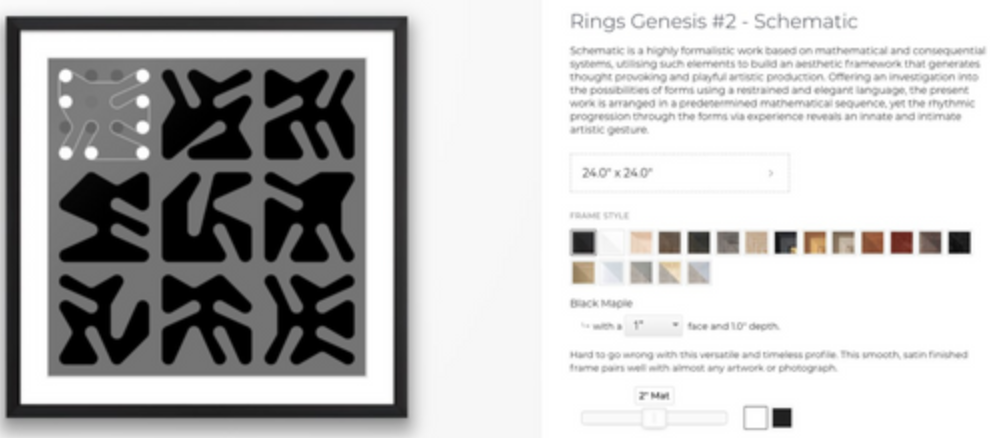 Rings Genesis #2 - Schematic
Schematic is a highly formalistic work based on mathematical and consequential
systems, utilising such elements to build an aesthetic framework that generates
thought provoking and playful artistic production. Offering an investigation into
the possibilities of forms using a restrained and elegant language, the present
work is arranged in a predetermined mathematical sequence, yet the rhythmic
progression through the forms via experience reveals an innate and intimate
artistic gesture.
24.0" x 24.0"
FRAME STYLE
Black Maple
with a 1" face and 1.0" depth.
Hard to go wrong with this versatile and timeless profile. This smooth, satin finished
frame pairs well with almost any artwork or photograph.
2" Mat